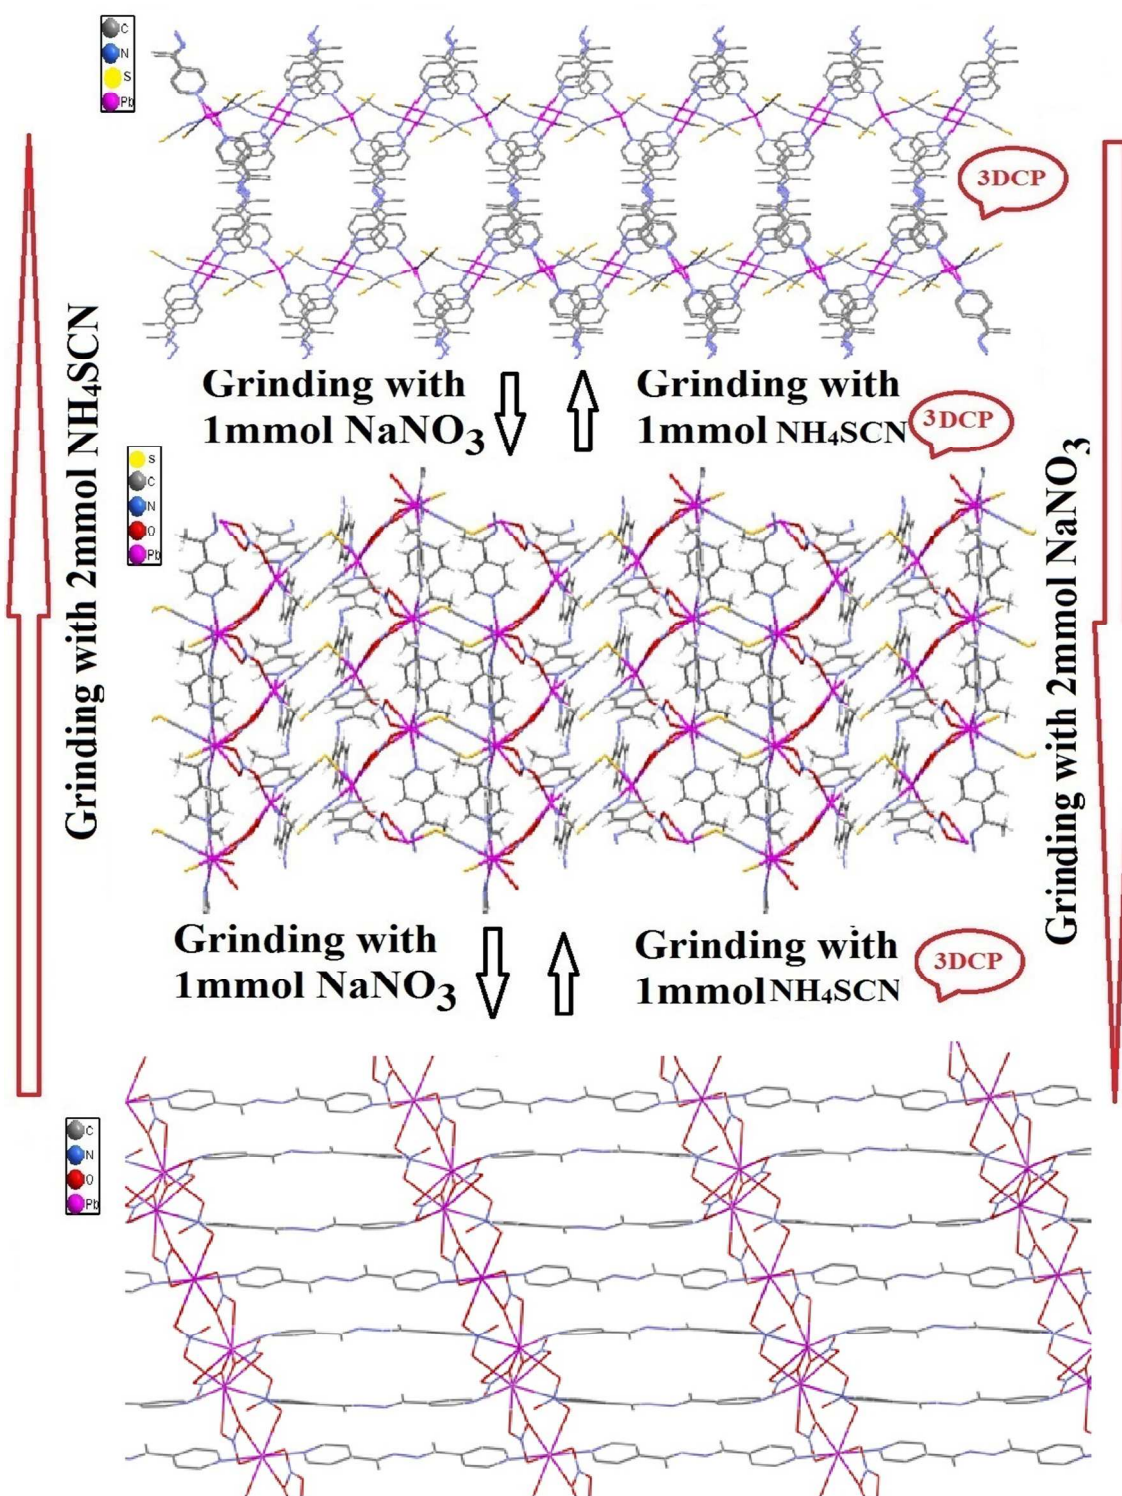 C
N
S
Pb
3DCP
Grinding with 2mmol NH₄SCN
Grinding with
1mmol NaNO₃
Grinding with
1mmol NH₄SCN
3DCP
S
C
N
O
Pb
Grinding with 2mmol NaNO₃
Grinding with
1mmol NaNO₃
Grinding with
1mmol NH₄SCN
3DCP
C
N
O
Pb